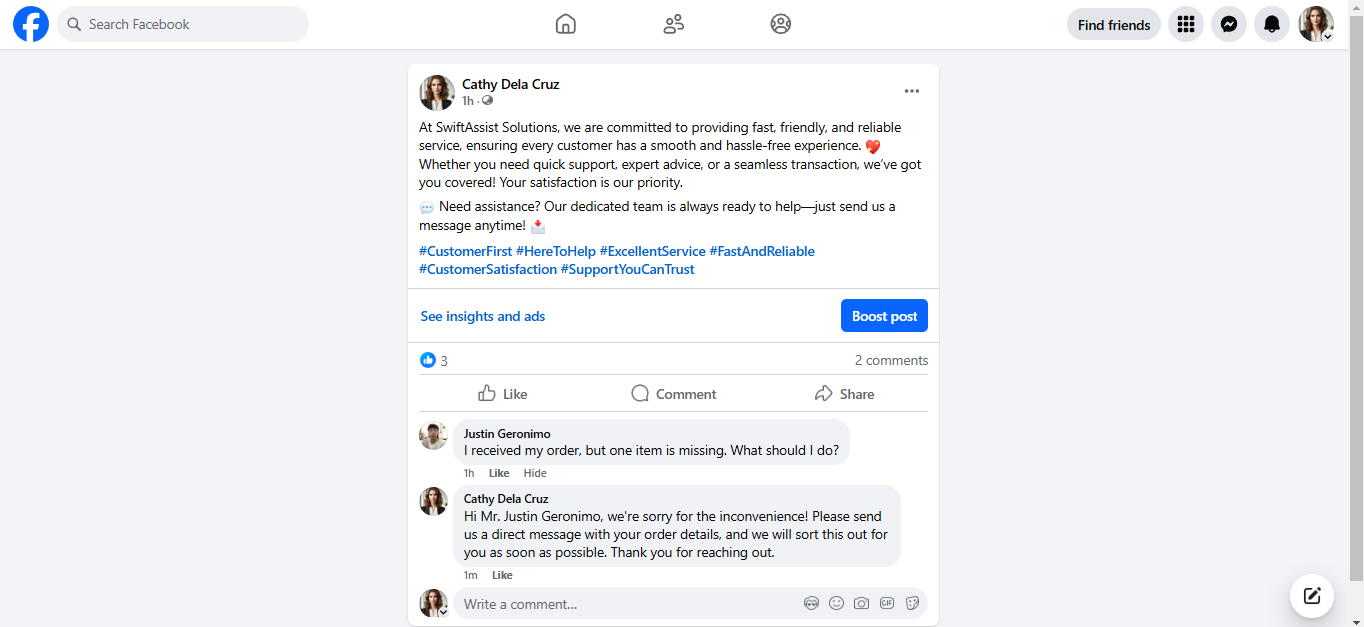 Search Facebook
Find friends
Cathy Dela Cruz
1h ·
At SwiftAssist Solutions, we are committed to providing fast, friendly, and reliable
service, ensuring every customer has a smooth and hassle-free experience. 💖
Whether you need quick support, expert advice, or a seamless transaction, we’ve got
you covered! Your satisfaction is our priority.
💬 Need assistance? Our dedicated team is always ready to help—just send us a
message anytime! 📩
#CustomerFirst #HereToHelp #ExcellentService #FastAndReliable
#CustomerSatisfaction #SupportYouCanTrust
See insights and ads
Boost post
3
2 comments
Like
Comment
Share
Justin Geronimo
I received my order, but one item is missing. What should I do?
1h Like Hide
Cathy Dela Cruz
Hi Mr. Justin Geronimo, we're sorry for the inconvenience! Please send
us a direct message with your order details, and we will sort this out for
you as soon as possible. Thank you for reaching out.
1m Like
Write a comment...
GIF